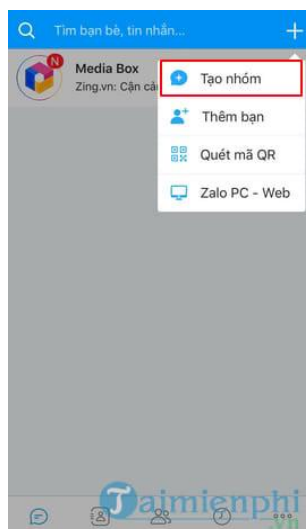 Tìm bạn bè, tin nhắn...
N
Media Box
Zing.vn: Cận cả
Tạo nhóm
Thêm bạn
Quét mã QR
Zalo PC - Web
Taimienphi
.vn